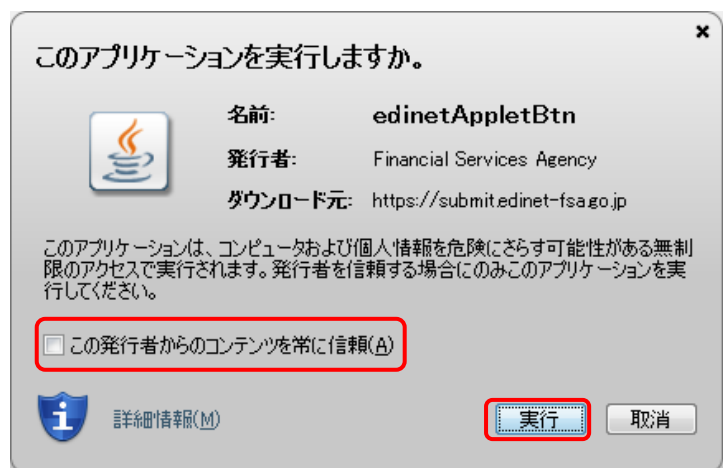 このアプリケーションを実行しますか。
名前: edinetAppletBtn
発行者: Financial Services Agency
ダウンロード元: https://submit.edinet-fsa.go.jp
このアプリケーションは、コンピュータおよび個人情報を危険にさらす可能性がある無制
限のアクセスで実行されます。発行者を信頼する場合にのみこのアプリケーションを実
行してください。
この発行者からのコンテンツを常に信頼(A)
詳細情報(M) 実行 取消